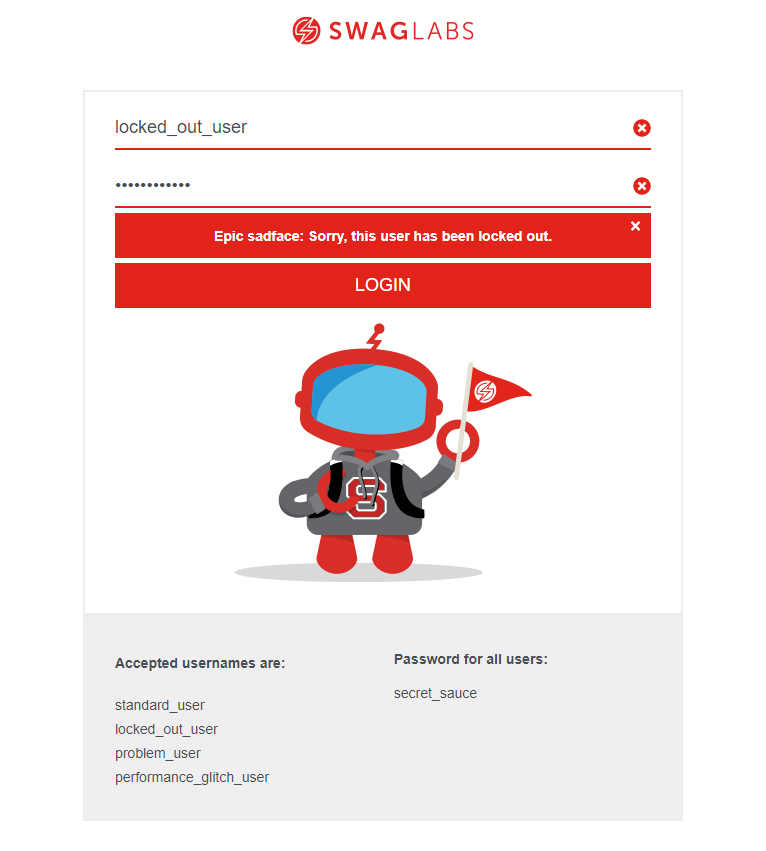 SWAGLABS
locked_out_user
••••••••••••
Epic sadface: Sorry, this user has been locked out.
LOGIN
S
Accepted usernames are:
standard_user
locked_out_user
problem_user
performance_glitch_user
Password for all users:
secret_sauce